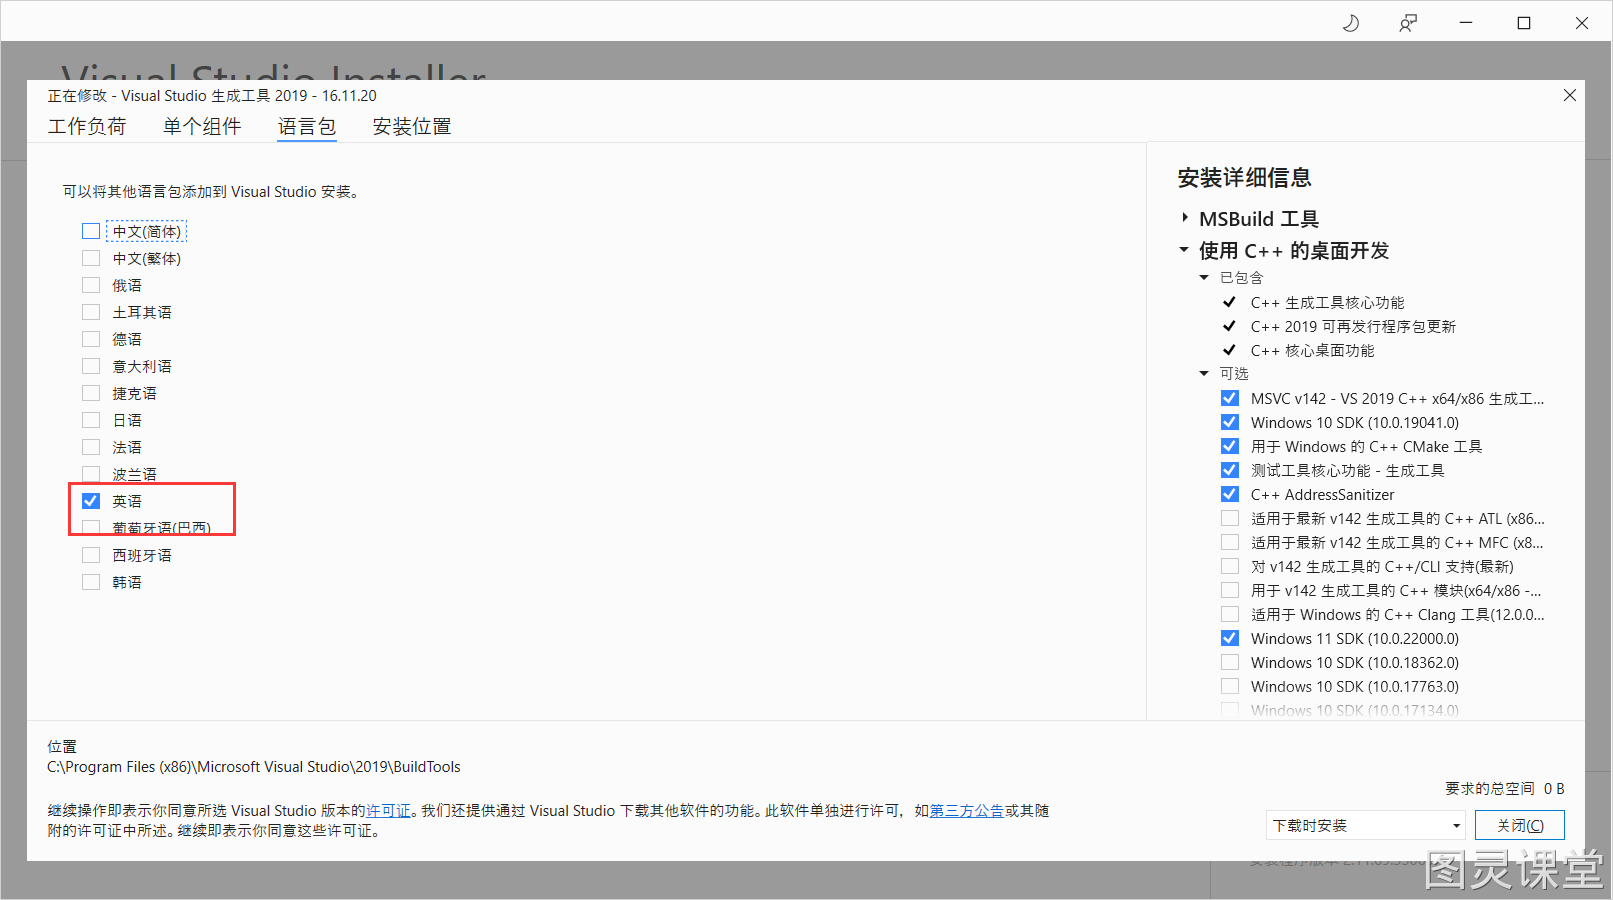 Visual Studio Installer
正在修改 - Visual Studio 生成工具 2019 - 16.11.20
工作负荷 单个组件 语言包 安装位置
可以将其他语言包添加到 Visual Studio 安装。
中文(简体)
中文(繁体)
俄语
土耳其语
德语
意大利语
捷克语
日语
法语
波兰语
英语
葡萄牙语(巴西)
西班牙语
韩语
安装详细信息
MSBuild 工具
使用 C++ 的桌面开发
已包含
C++ 生成工具核心功能
C++ 2019 可再发行程序包更新
C++ 核心桌面功能
可选
MSVC v142 - VS 2019 C++ x64/x86 生成工...
Windows 10 SDK (10.0.19041.0)
用于 Windows 的 C++ CMake 工具
测试工具核心功能 - 生成工具
C++ AddressSanitizer
适用于最新 v142 生成工具的 C++ ATL (x86...
适用于最新 v142 生成工具的 C++ MFC (x8...
对 v142 生成工具的 C++/CLI 支持(最新)
用于 v142 生成工具的 C++ 模块(x64/x86 -...
适用于 Windows 的 C++ Clang 工具(12.0.0...
Windows 11 SDK (10.0.22000.0)
Windows 10 SDK (10.0.18362.0)
Windows 10 SDK (10.0.17763.0)
Windows 10 SDK (10.0.17134.0)
位置
C:\Program Files (x86)\Microsoft Visual Studio\2019\BuildTools
继续操作即表示你同意所选 Visual Studio 版本的许可证。我们还提供通过 Visual Studio 下载其他软件的功能。此软件单独进行许可，如第三方公告或其随
附的许可证中所述。继续即表示你同意这些许可证。
要求的总空间 0 B
下载时安装
关闭(C)
图灵课堂